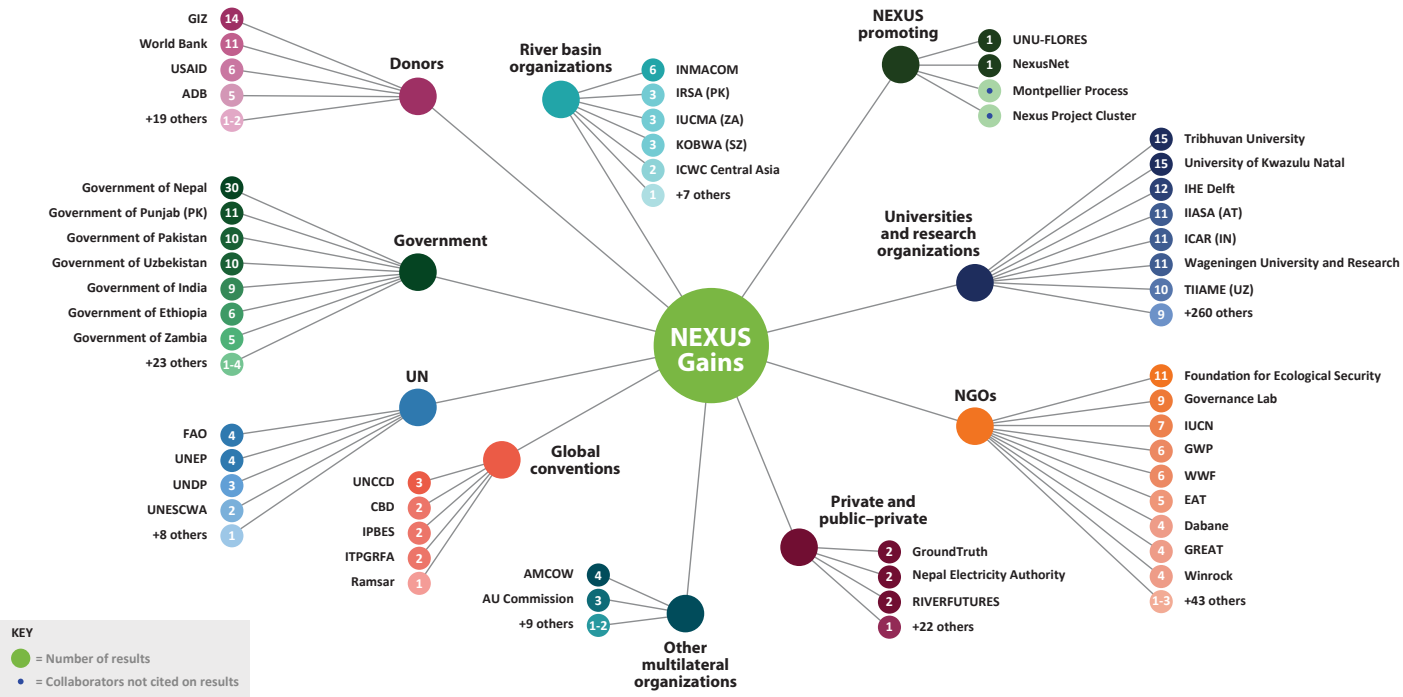 NEXUS
Gains
Donors
GIZ 14
World Bank 11
USAID 6
ADB 5
+19 others 1-2
River basin
organizations
6 INMACOM
3 IRSA (PK)
3 IUCMA (ZA)
3 KOBWA (SZ)
2 ICWC Central Asia
1 +7 others
NEXUS
promoting
1 UNU-FLORES
1 NexusNet
Montpellier Process
Nexus Project Cluster
Universities
and research
organizations
15 Tribhuvan University
15 University of Kwazulu Natal
12 IHE Delft
11 IIASA (AT)
11 ICAR (IN)
11 Wageningen University and Research
10 TIIAME (UZ)
9 +260 others
Government
Government of Nepal 30
Government of Punjab (PK) 11
Government of Pakistan 10
Government of Uzbekistan 10
Government of India 9
Government of Ethiopia 6
Government of Zambia 5
+23 others 1-4
UN
FAO 4
UNEP 4
UNDP 3
UNESCWA 2
+8 others 1
Global
conventions
UNCCD 3
CBD 2
IPBES 2
ITPGRFA 2
Ramsar 1
Other
multilateral
organizations
AMCOW 4
AU Commission 3
+9 others 1-2
Private and
public–private
2 GroundTruth
2 Nepal Electricity Authority
2 RIVERFUTURES
1 +22 others
NGOs
11 Foundation for Ecological Security
9 Governance Lab
7 IUCN
6 GWP
6 WWF
5 EAT
4 Dabane
4 GREAT
4 Winrock
1-3 +43 others
KEY
= Number of results
= Collaborators not cited on results